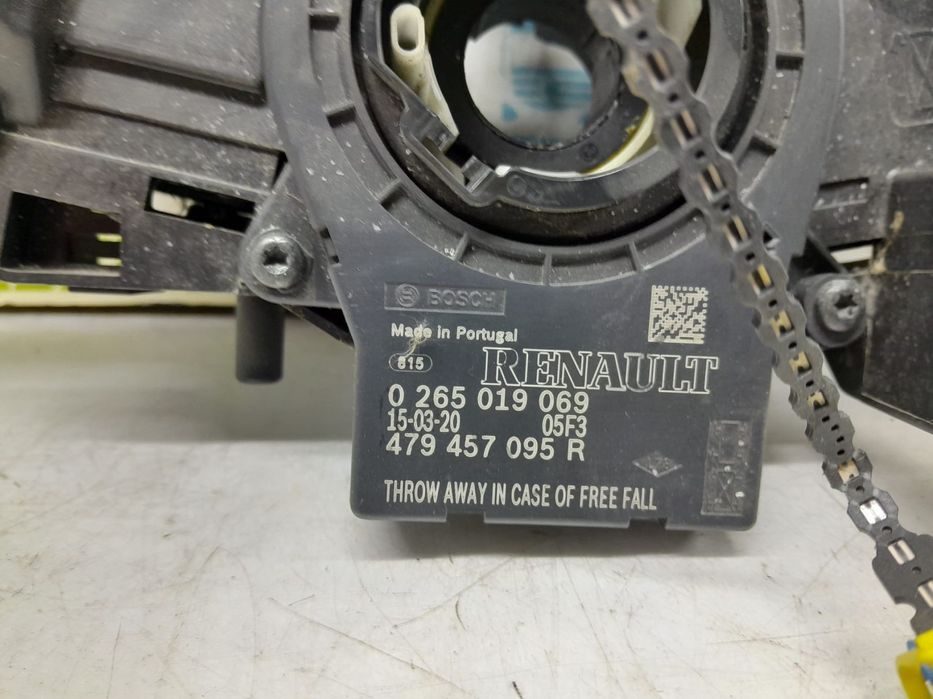 BOSCH
Made in Portugal
815
RENAULT
0 265 019 069
15-03-20 05F3
479 457 095 R
THROW AWAY IN CASE OF FREE FALL